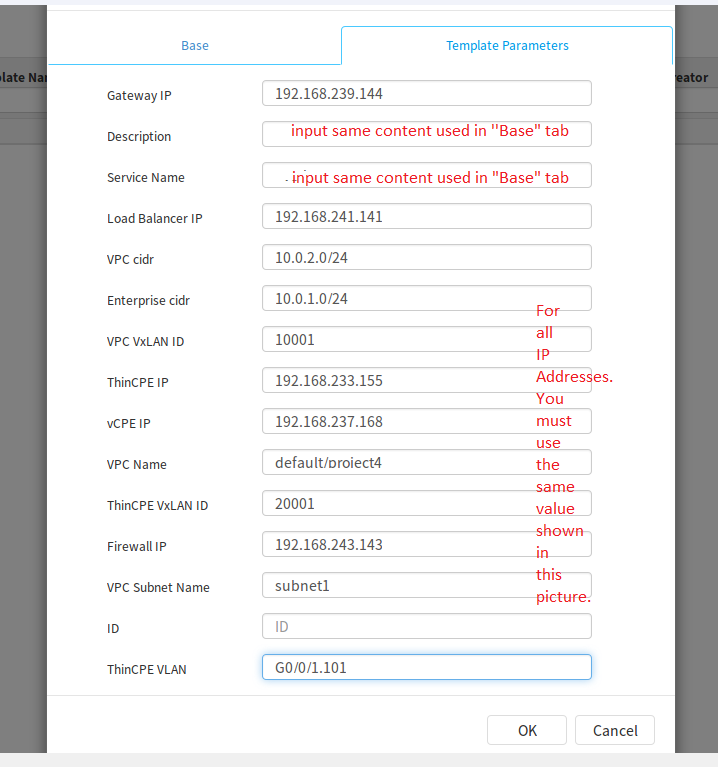 Base
Template Parameters
plate Nar
reator
Gateway IP
192.168.239.144
Description
input same content used in "Base" tab
Service Name
input same content used in "Base" tab
Load Balancer IP
192.168.241.141
VPC cidr
10.0.2.0/24
Enterprise cidr
10.0.1.0/24
VPC VxLAN ID
10001
ThinCPE IP
192.168.233.155
vCPE IP
192.168.237.168
VPC Name
default/project4
ThinCPE VxLAN ID
20001
Firewall IP
192.168.243.143
VPC Subnet Name
subnet1
ID
ID
ThinCPE VLAN
G0/0/1.101
For
all
IP
Addresses.
You
must
use
the
same
value
shown
in
this
picture.
OK
Cancel